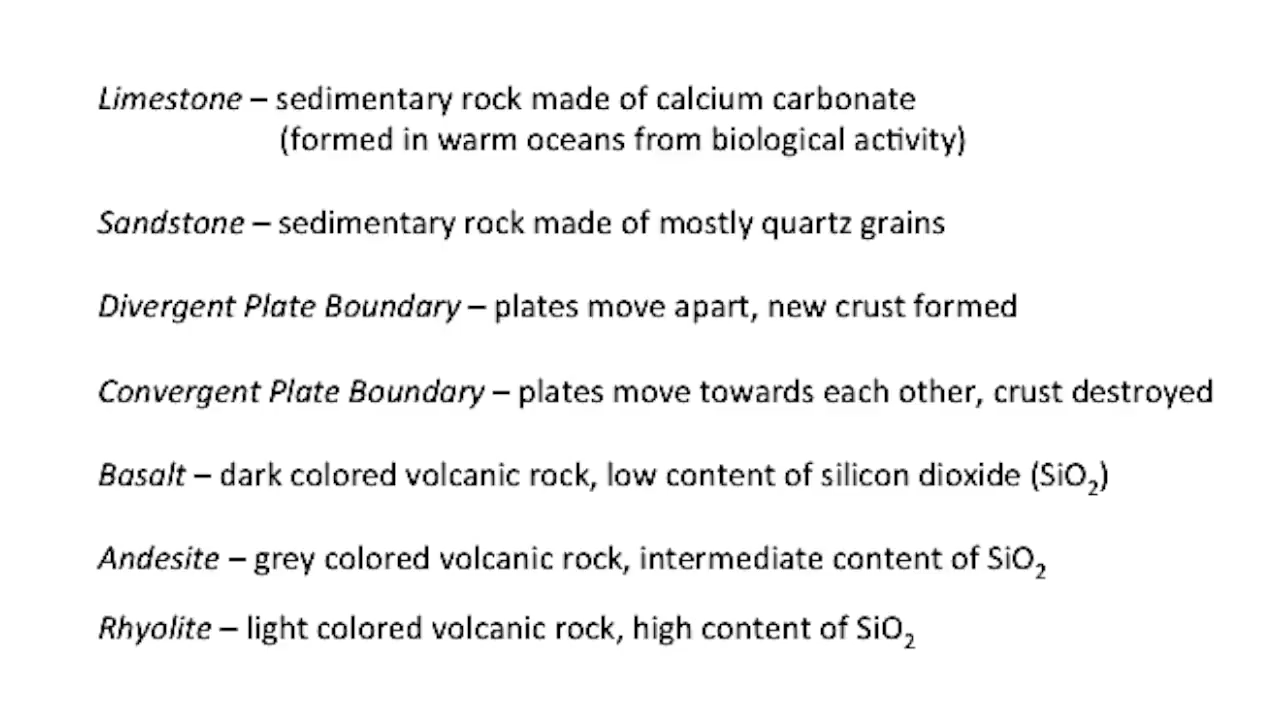 Limestone – sedimentary rock made of calcium carbonate
(formed in warm oceans from biological activity)
Sandstone – sedimentary rock made of mostly quartz grains
Divergent Plate Boundary – plates move apart, new crust formed
Convergent Plate Boundary – plates move towards each other, crust destroyed
Basalt – dark colored volcanic rock, low content of silicon dioxide (SiO₂)
Andesite – grey colored volcanic rock, intermediate content of SiO₂
Rhyolite – light colored volcanic rock, high content of SiO₂